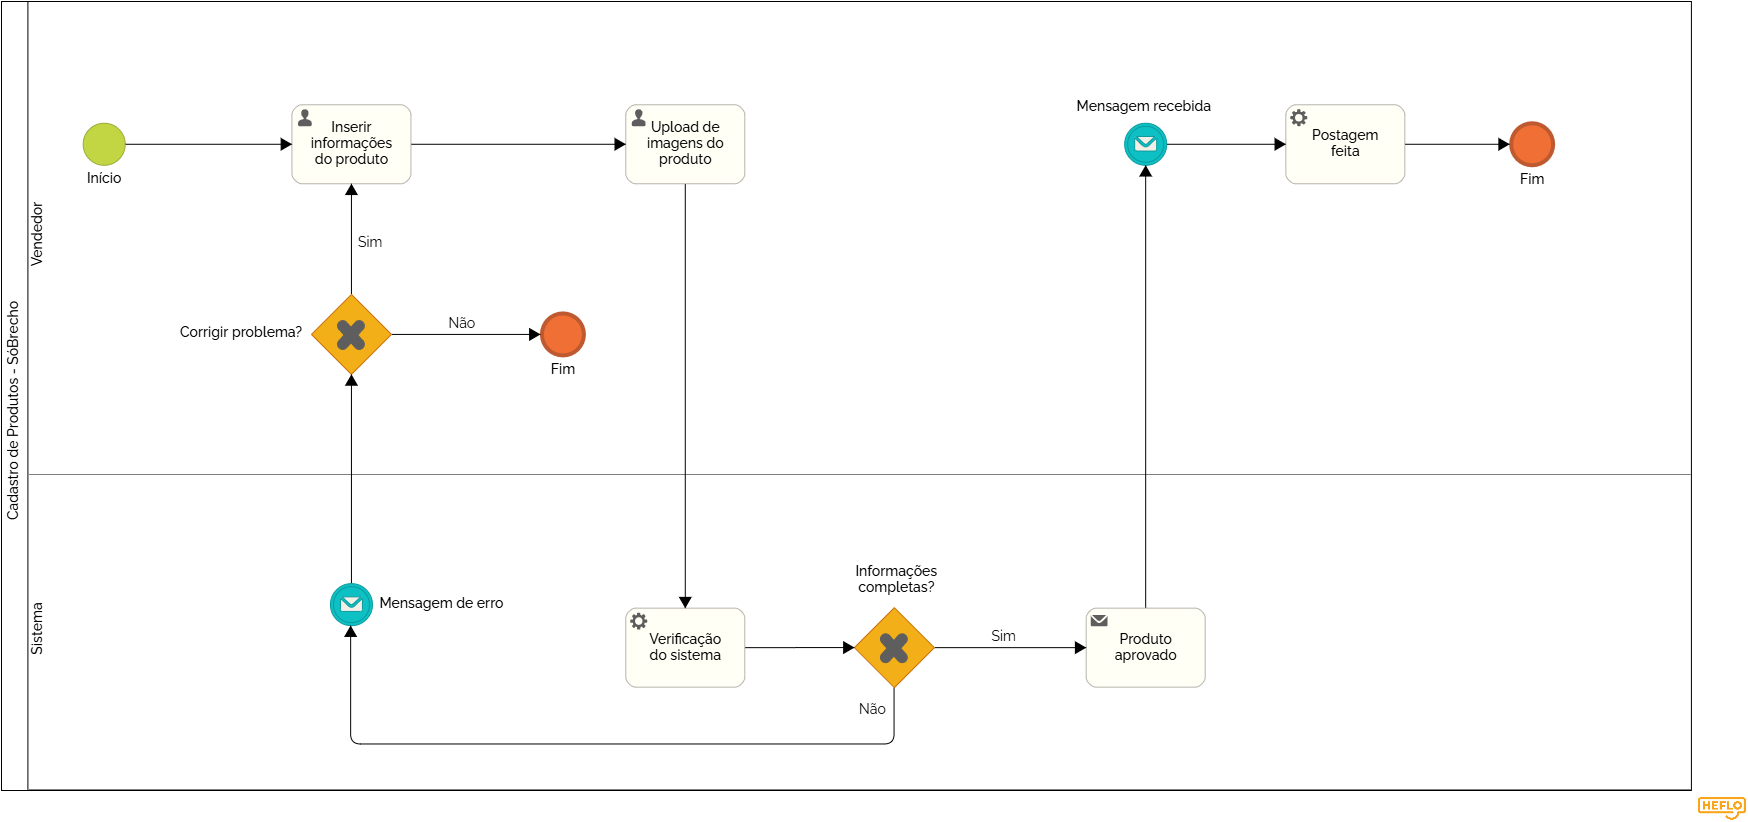 Cadastro de Produtos - SóBrecho
Vendedor
Início
Inserir
informações
do produto
Upload de
imagens do
produto
Mensagem recebida
Postagem
feita
Fim
Sim
Corrigir problema?
Não
Fim
Sistema
Mensagem de erro
Verificação
do sistema
Informações
completas?
Sim
Não
Produto
aprovado
HEFLO